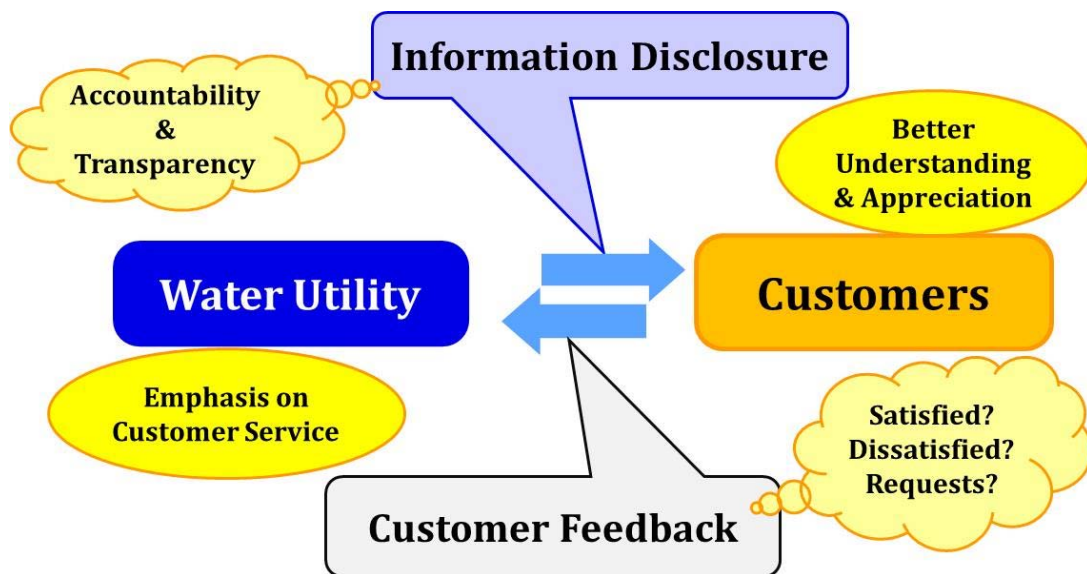 Information Disclosure
Accountability
&
Transparency
Better
Understanding
& Appreciation
Water Utility
Customers
Emphasis on
Customer Service
Satisfied?
Dissatisfied?
Requests?
Customer Feedback